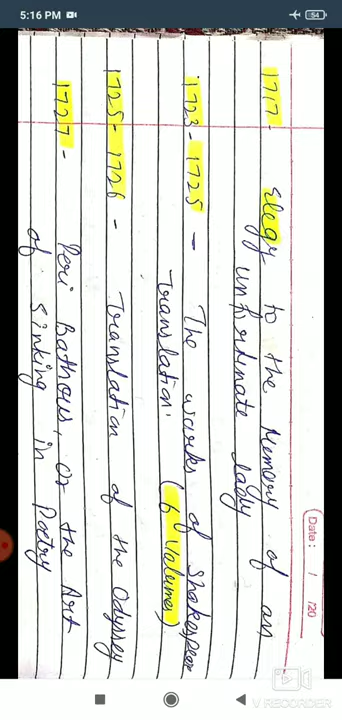 5:16 PM
54
Date: / /20
1717- Elegy to the Memory of an
unfortunate lady
1723-1725 - The works of Shakespear
Translation. (6 Volumes)
1725-1726 - Translation of the Odyssey
1727- Peri Bathous, or the Art
of sinking in Poetry
V RECORDER